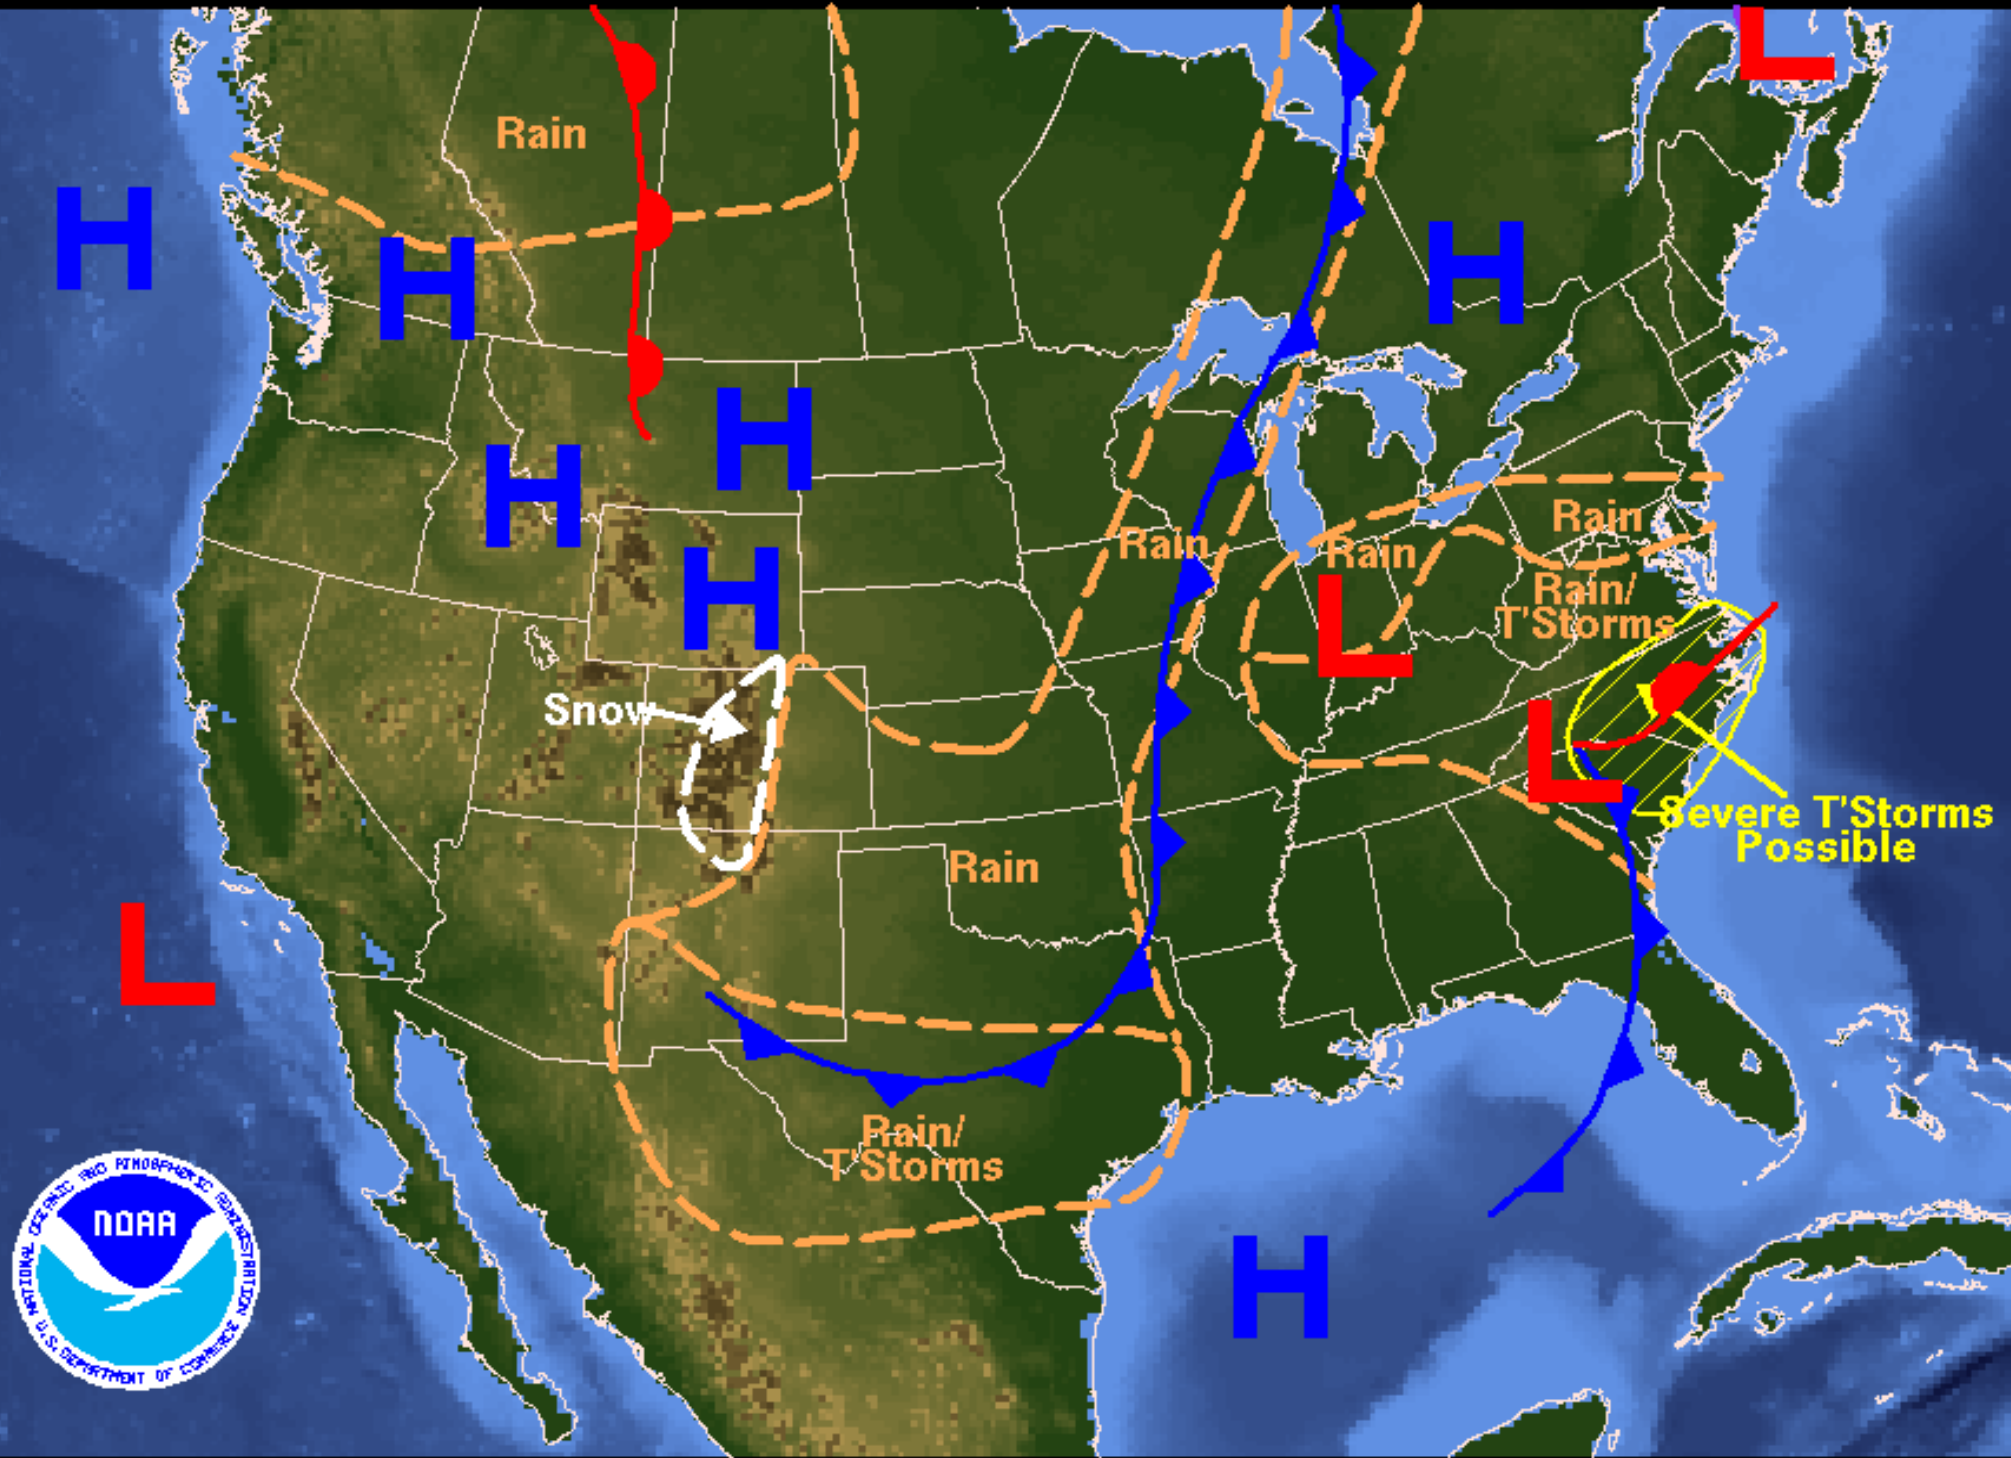 L
Rain
H
H
H
H
H
Rain
Rain
Rain
H
Rain/
T'Storms
L
Snow
L
Severe T'Storms
Possible
Rain
L
Rain/
T'Storms
NATIONAL OCEANIC AND ATMOSPHERIC ADMINISTRATION
NOAA
U.S. DEPARTMENT OF COMMERCE
H